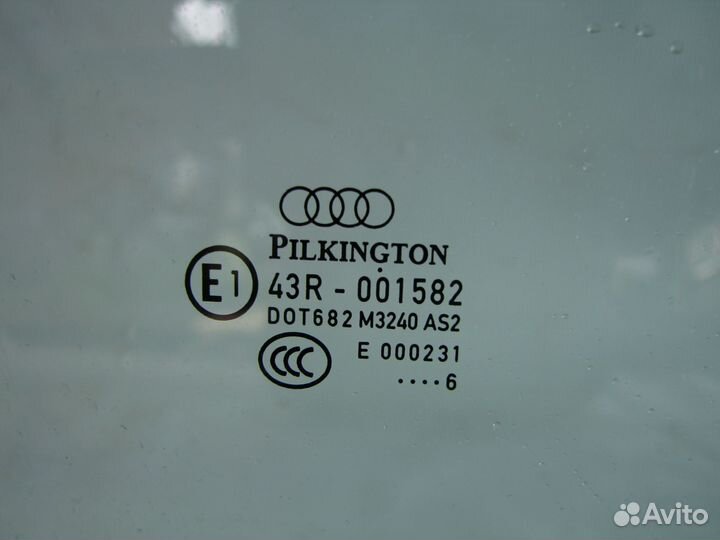 PILKINGTON
E1 43R - 001582
DOT682 M3240 AS2
CCC E 000231
....6
Avito